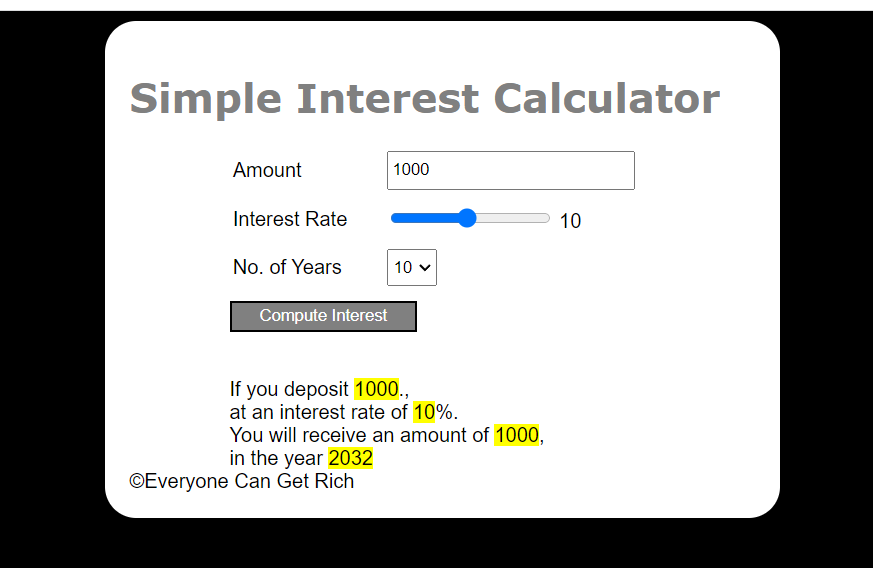 Simple Interest Calculator
Amount 1000
Interest Rate 10
No. of Years 10
Compute Interest
If you deposit 1000.,
at an interest rate of 10%.
You will receive an amount of 1000,
in the year 2032
©Everyone Can Get Rich